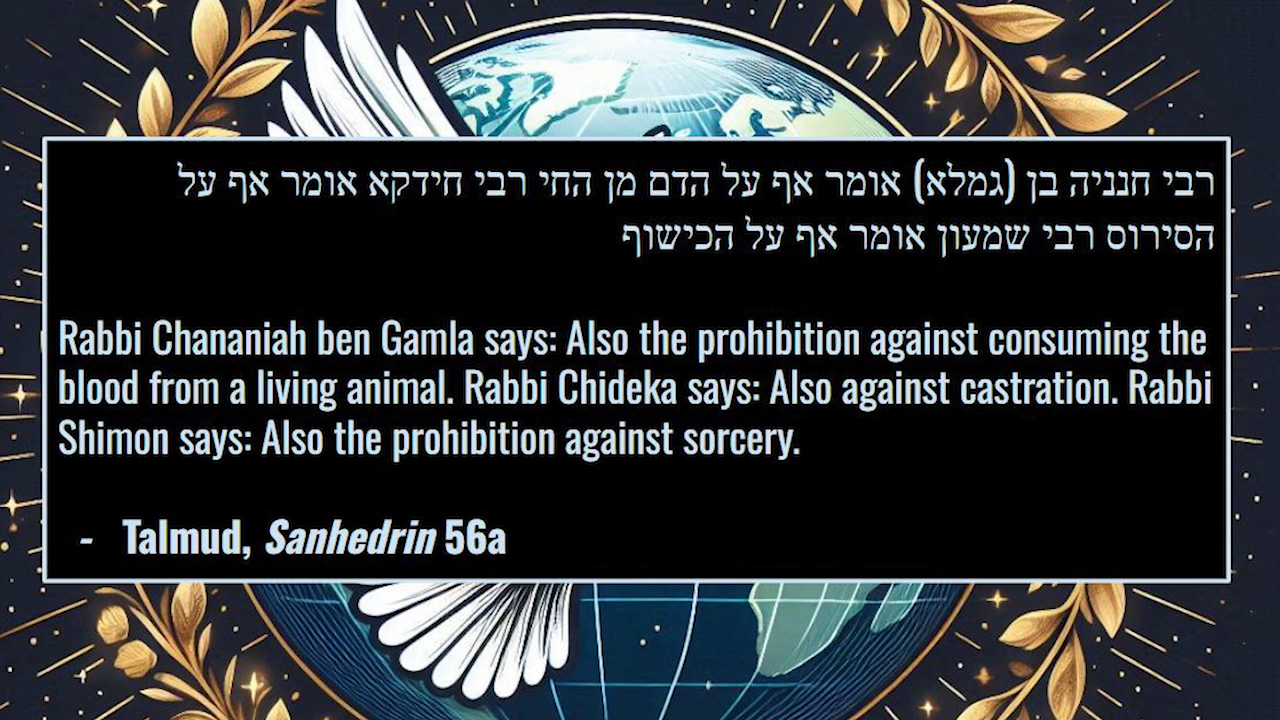 רבי חנניה בן (גמלא) אומר אף על הדם מן החי רבי חידקא אומר אף על
הסירוס רבי שמעון אומר אף על הכישוף
Rabbi Chananiah ben Gamla says: Also the prohibition against consuming the
blood from a living animal. Rabbi Chideka says: Also against castration. Rabbi
Shimon says: Also the prohibition against sorcery.
- Talmud, Sanhedrin 56a